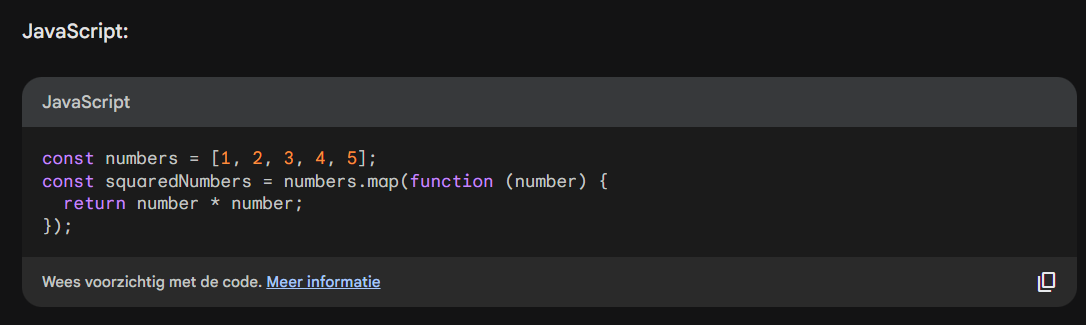 JavaScript:
JavaScript
const numbers = [1, 2, 3, 4, 5];
const squaredNumbers = numbers.map(function (number) {
  return number * number;
});
Wees voorzichtig met de code. Meer informatie